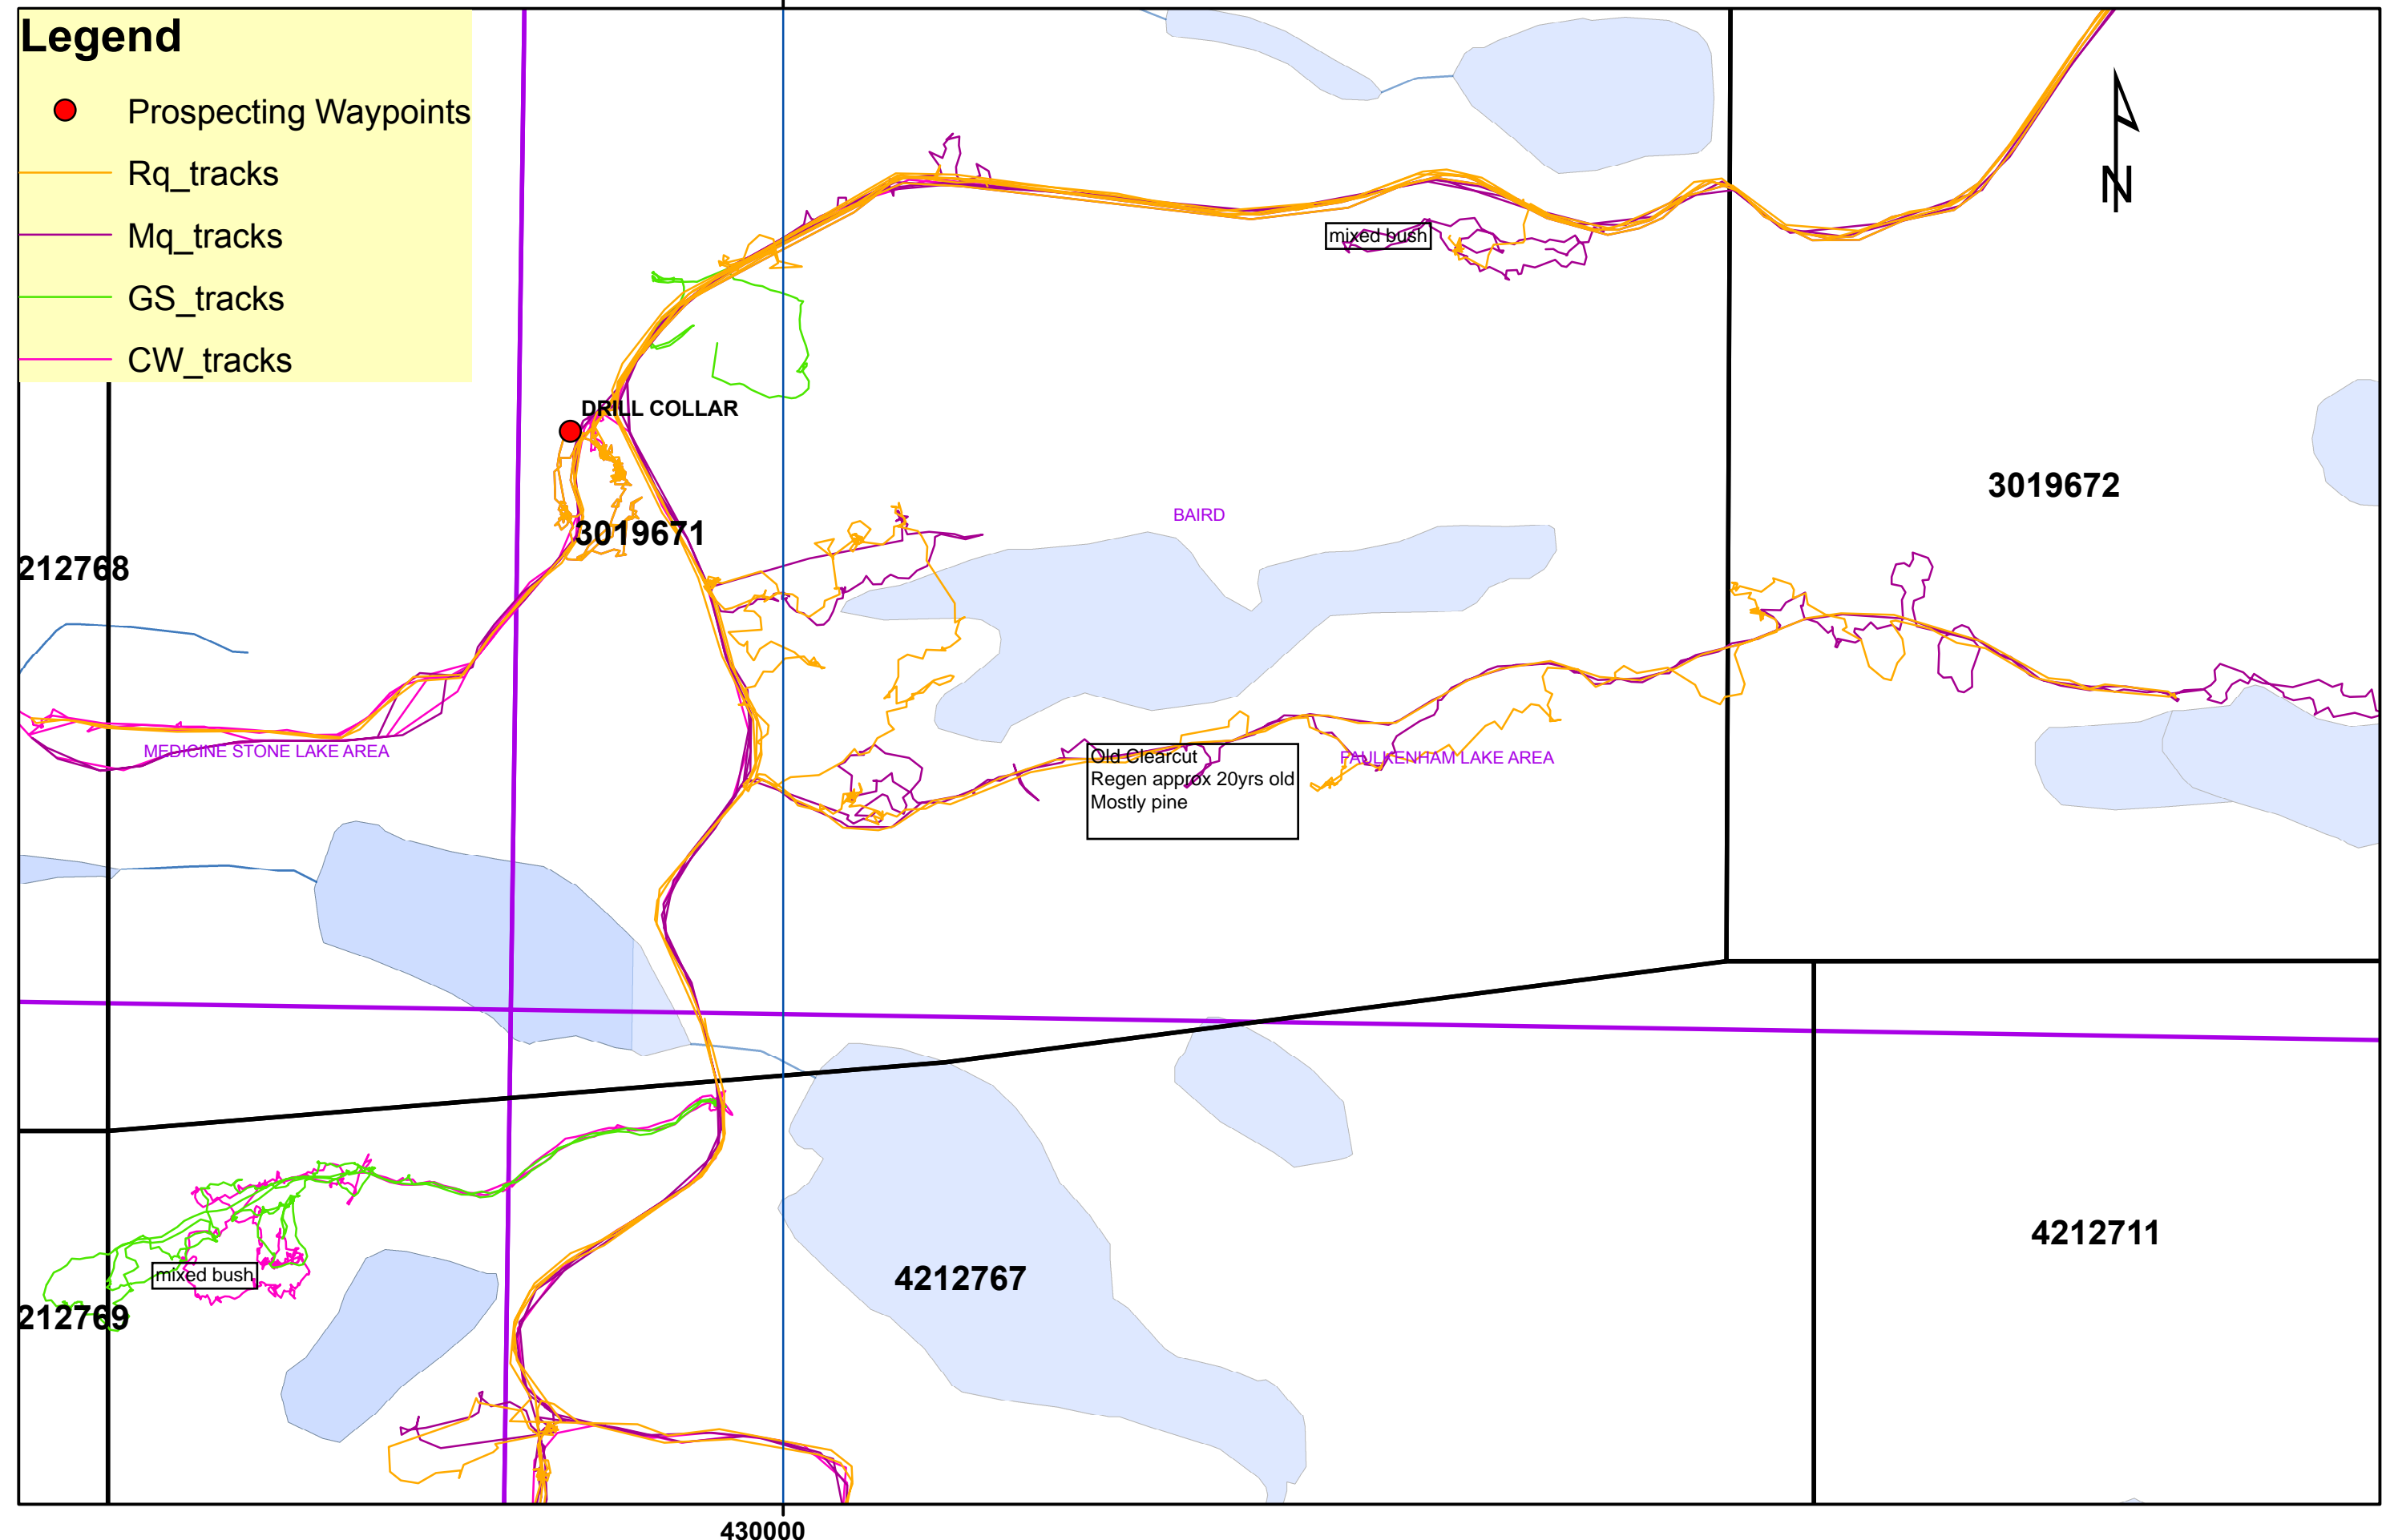 Legend
Prospecting Waypoints
Rq_tracks
Mq_tracks
GS_tracks
CW_tracks
N
mixed bush
DRILL COLLAR
3019672
BAIRD
3019671
212768
MEDICINE STONE LAKE AREA
Old Clearcut
Regen approx 20yrs old
Mostly pine
FAULKENHAM LAKE AREA
4212711
mixed bush
4212767
212769
430000